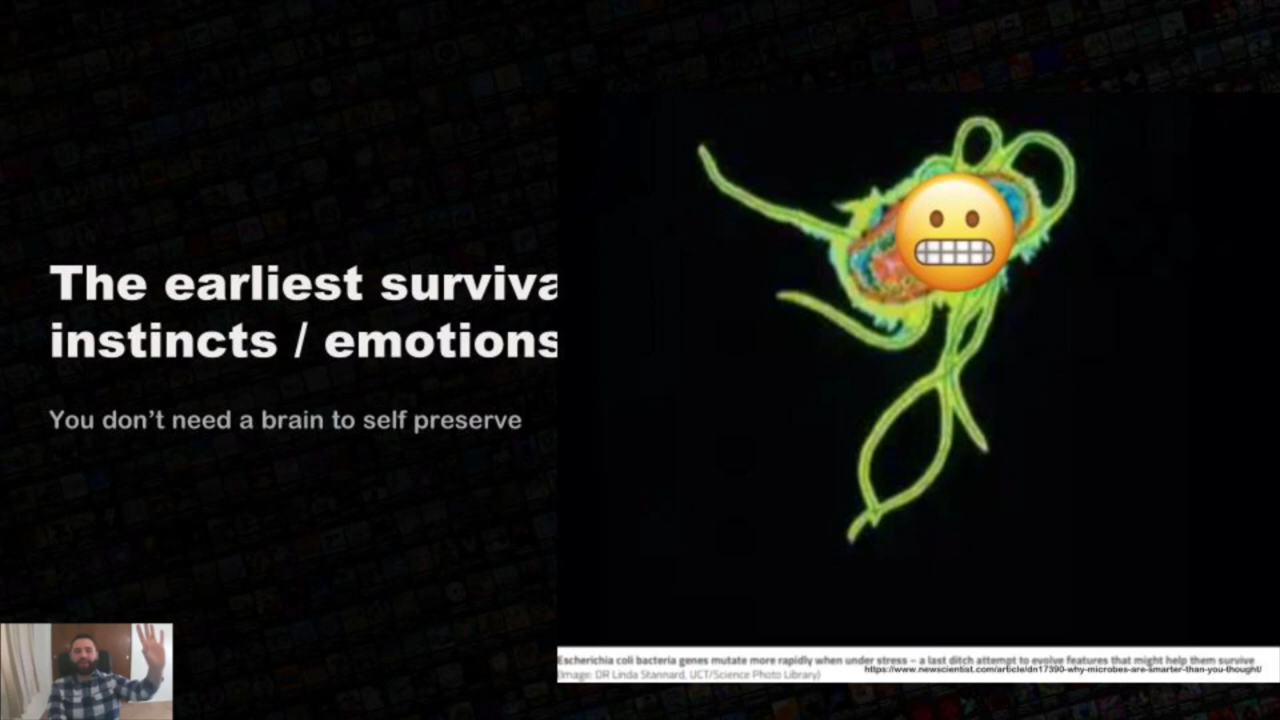 The earliest surviva
instincts / emotions
You don’t need a brain to self preserve
Escherichia coli bacteria genes mutate more rapidly when under stress – a last ditch attempt to evolve features that might help them survive
(Image: DR Linda Stannard, UCT/Science Photo Library)
https://www.newscientist.com/article/dn17390-why-microbes-are-smarter-than-you-thought/